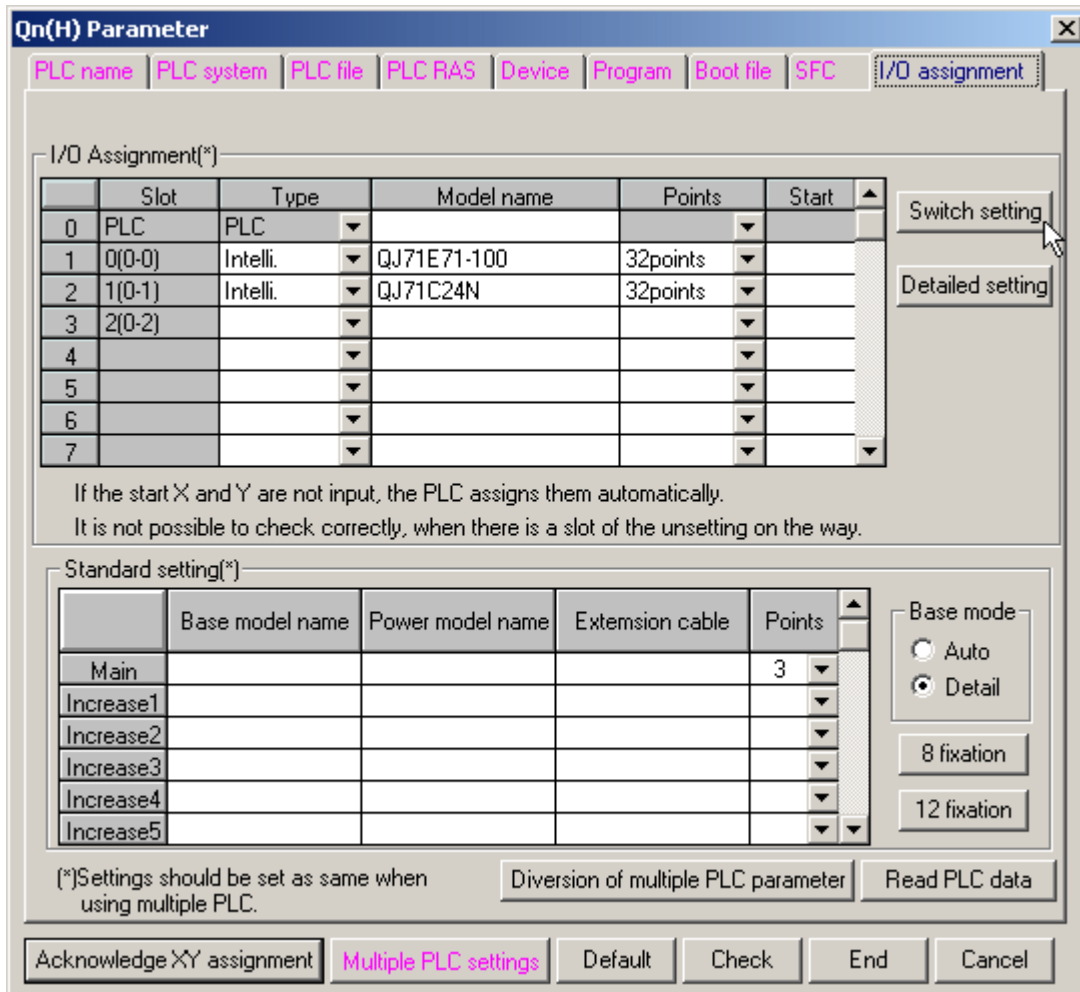 Qn(H) Parameter
PLC name PLC system PLC file PLC RAS Device Program Boot file SFC I/O assignment
I/O Assignment(*)
Slot Type Model name Points Start
0 PLC PLC
1 0(0-0) Intelli. QJ71E71-100 32points
2 1(0-1) Intelli. QJ71C24N 32points
3 2(0-2)
4
5
6
7
Switch setting
Detailed setting
If the start X and Y are not input, the PLC assigns them automatically.
It is not possible to check correctly, when there is a slot of the unsetting on the way.
Standard setting(*)
Base model name Power model name Extemsion cable Points
Main 3
Increase1
Increase2
Increase3
Increase4
Increase5
Base mode
Auto
Detail
8 fixation
12 fixation
(*)Settings should be set as same when
using multiple PLC.
Diversion of multiple PLC parameter Read PLC data
Acknowledge XY assignment Multiple PLC settings Default Check End Cancel